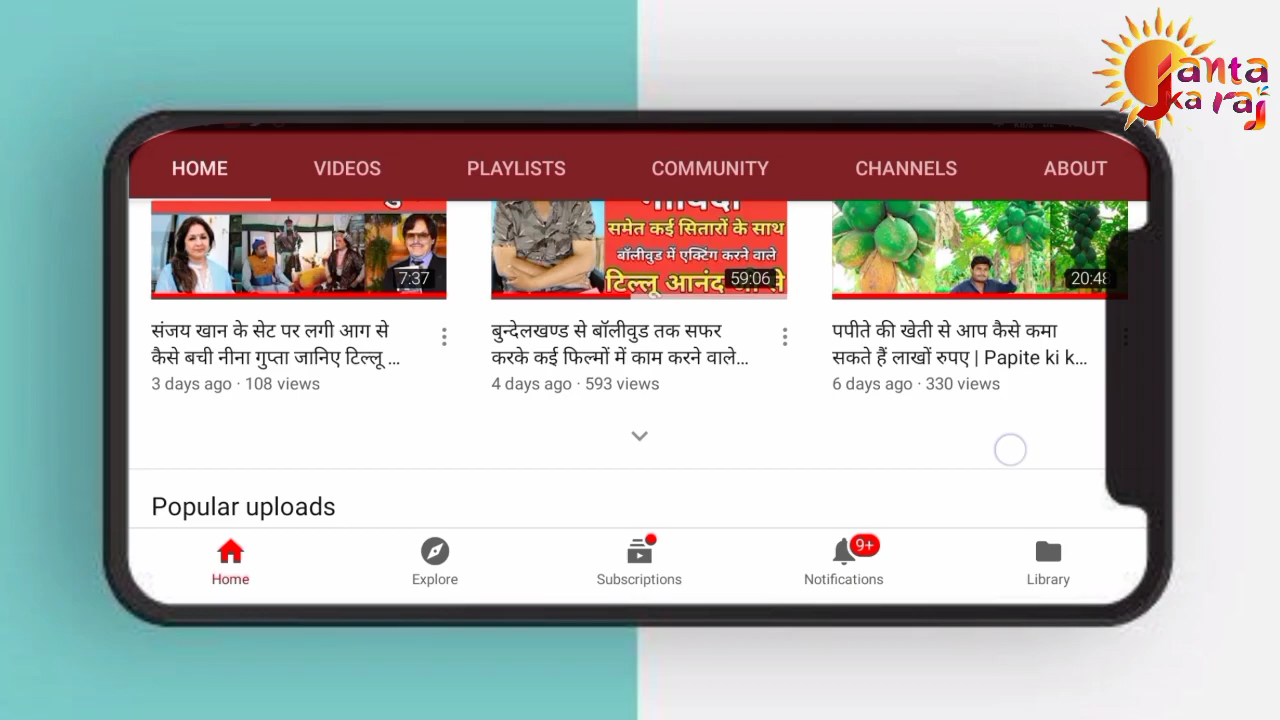 Janta
ka raj
HOME VIDEOS PLAYLISTS COMMUNITY CHANNELS ABOUT
समेत कई सितारों के साथ
बॉलीवुड में एक्टिंग करने वाले
टिल्लू आनंद जी से
7:37
59:06
20:48
संजय खान के सेट पर लगी आग से
कैसे बची नीना गुप्ता जानिए टिल्लू ...
3 days ago · 108 views
बुन्देलखण्ड से बॉलीवुड तक सफर
करके कई फिल्मों में काम करने वाले...
4 days ago · 593 views
पपीते की खेती से आप कैसे कमा
सकते हैं लाखों रुपए | Papite ki k...
6 days ago · 330 views
Popular uploads
9+
Home Explore Subscriptions Notifications Library